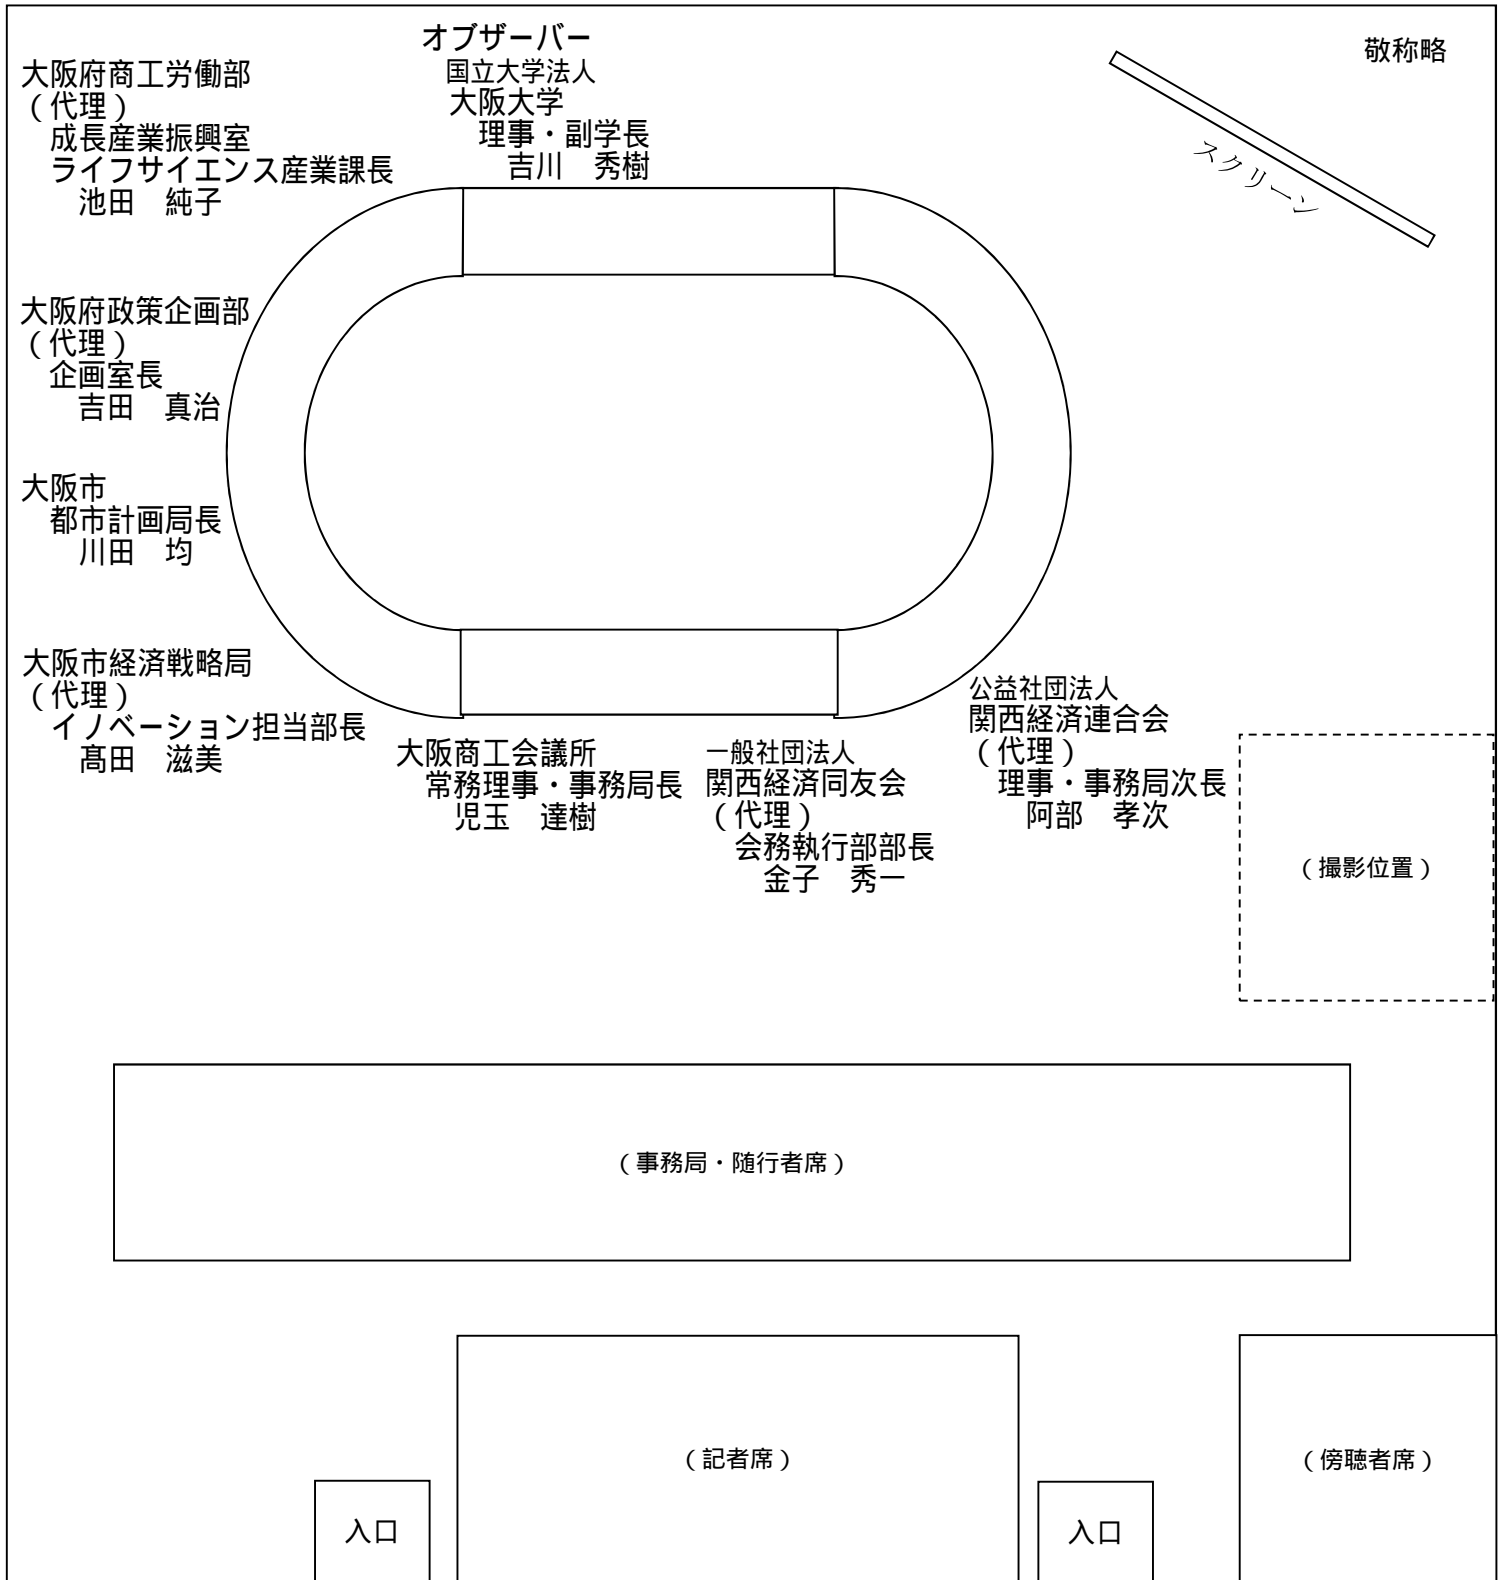 敬称略
オブザーバー
国立大学法人
大阪大学
理事・副学長
吉川　秀樹
スクリーン
大阪府商工労働部
（代理）
成長産業振興室
ライフサイエンス産業課長
池田　純子
大阪府政策企画部
（代理）
企画室長
吉田　真治
大阪市
都市計画局長
川田　均
大阪市経済戦略局
（代理）
イノベーション担当部長
髙田　滋美
大阪商工会議所
常務理事・事務局長
児玉　達樹
一般社団法人
関西経済同友会
（代理）
会務執行部部長
金子　秀一
公益社団法人
関西経済連合会
（代理）
理事・事務局次長
阿部　孝次
（撮影位置）
（事務局・随行者席）
（記者席）
（傍聴者席）
入口
入口